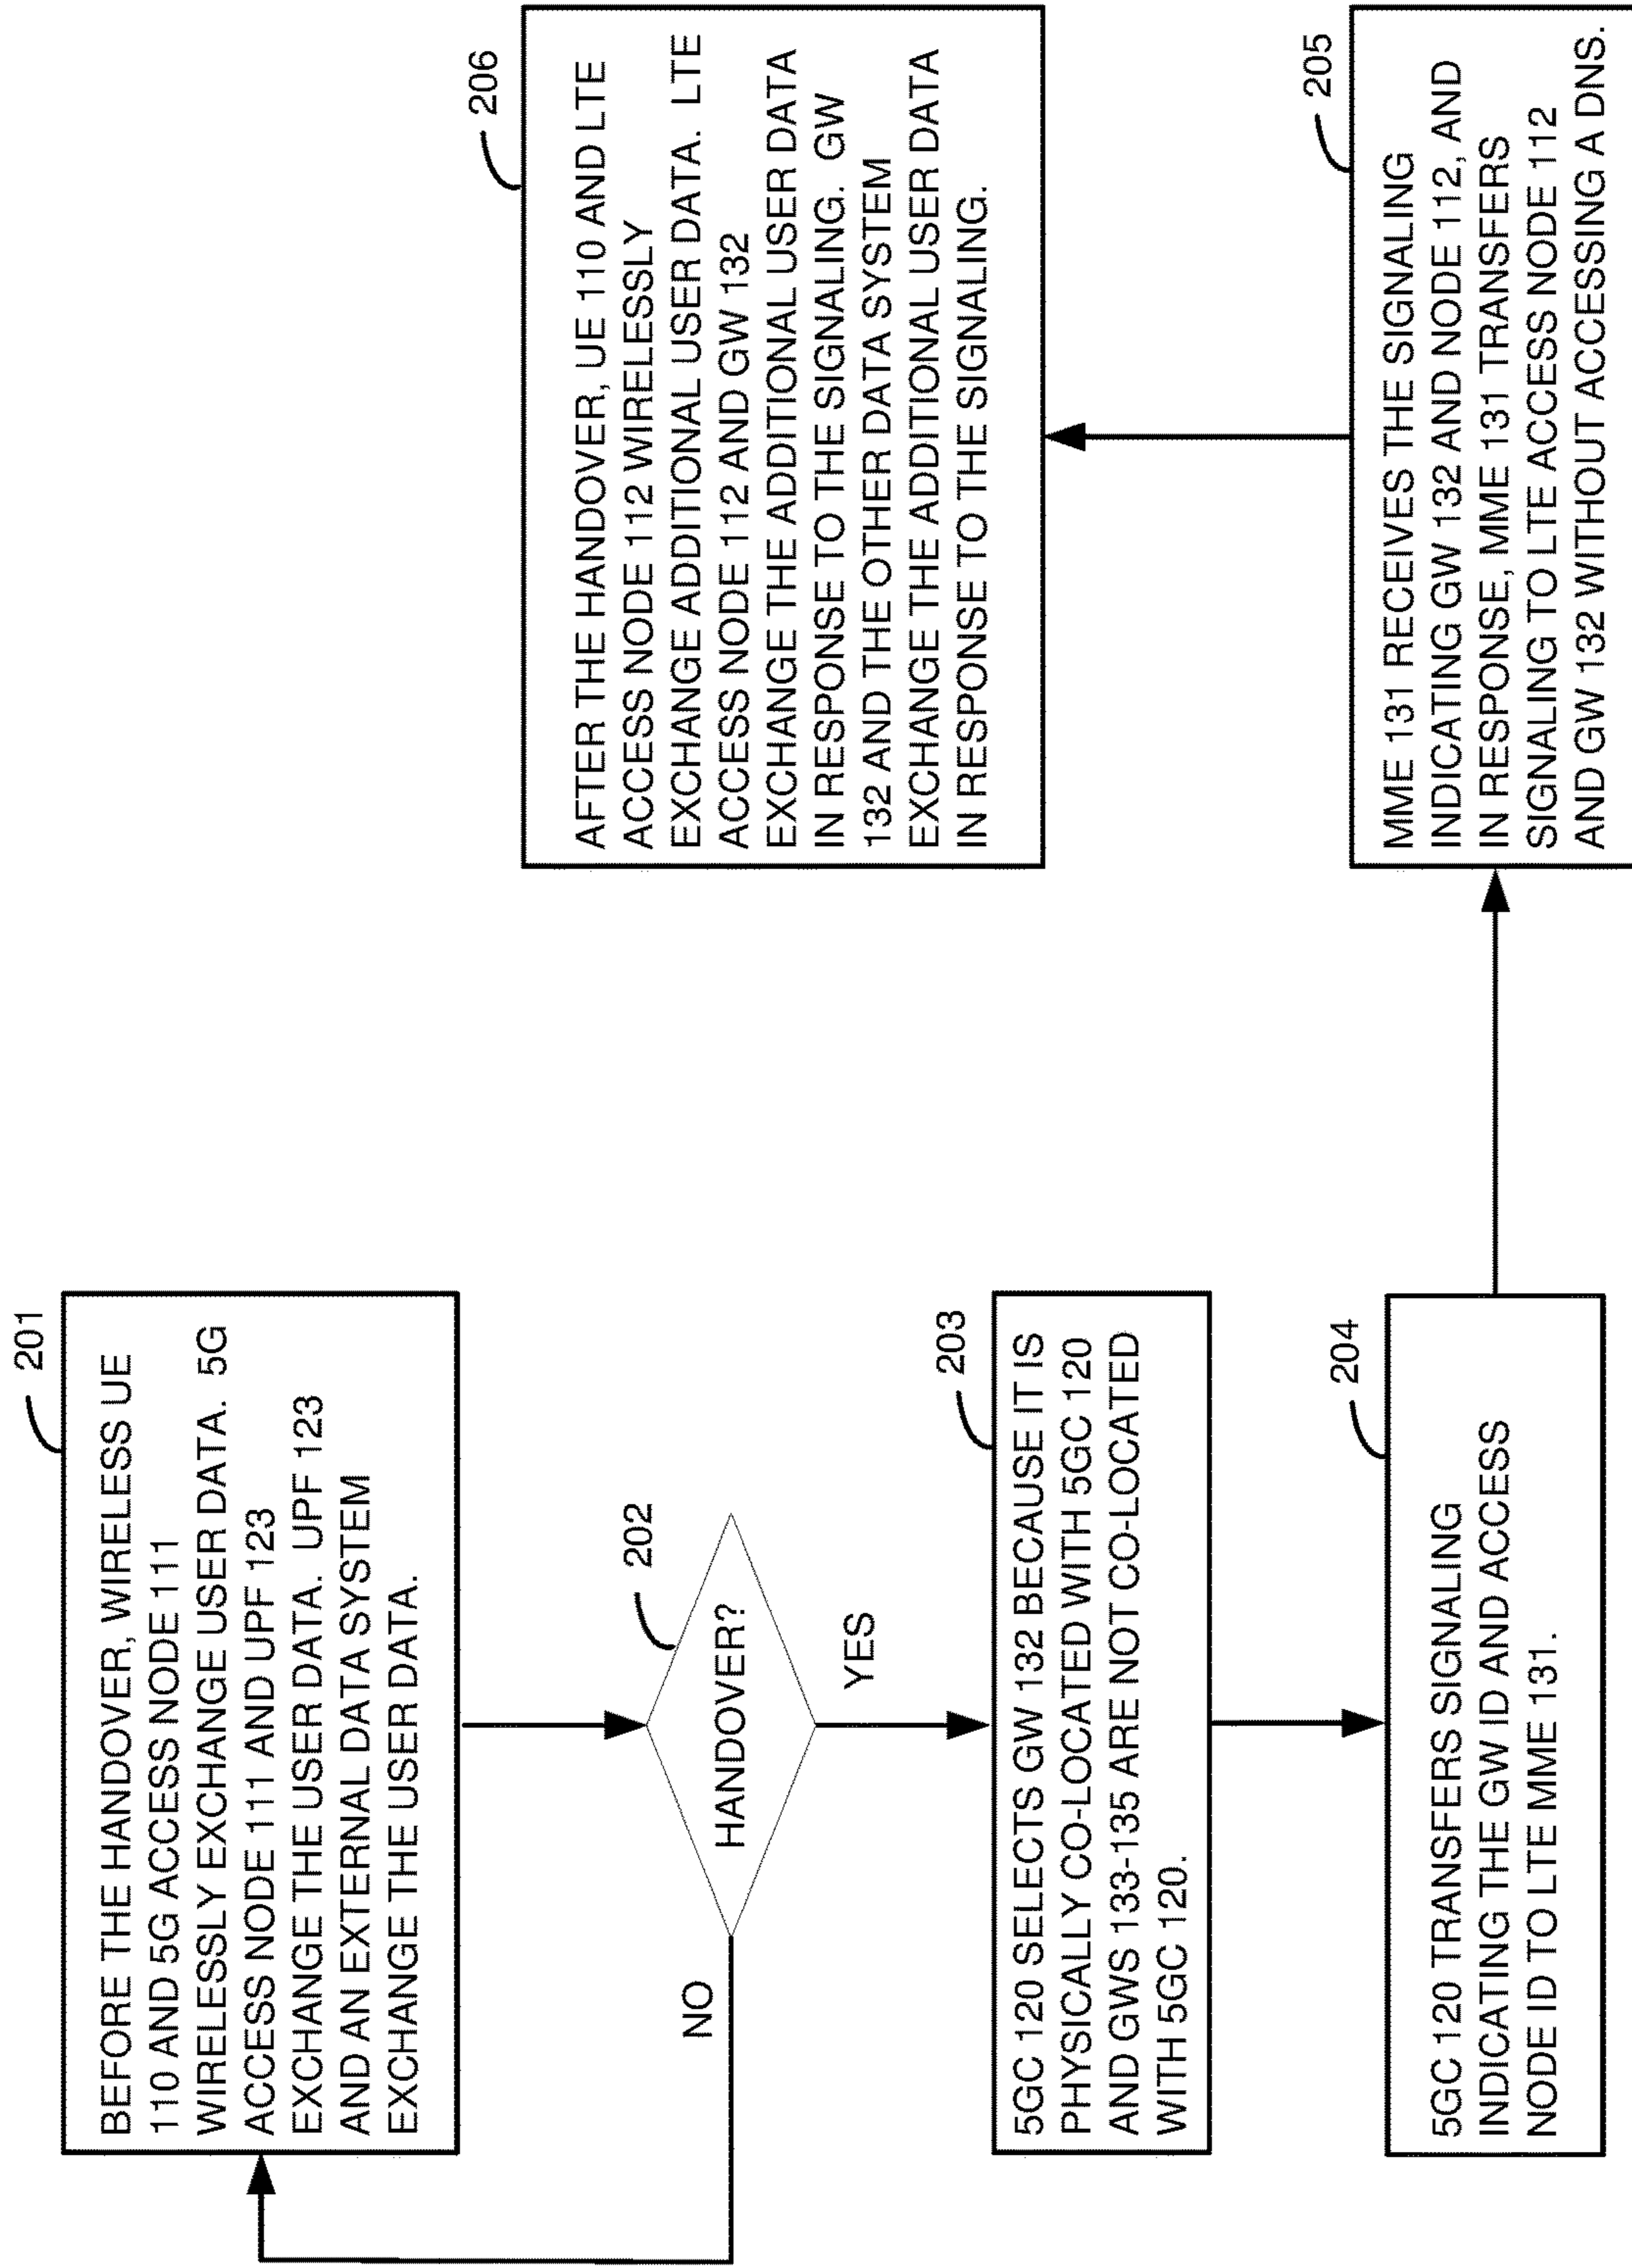 201
BEFORE THE HANDOVER, WIRELESS UE
110 AND 5G ACCESS NODE 111
WIRELESSLY EXCHANGE USER DATA.  5G
ACCESS NODE 111 AND UPF 123
EXCHANGE THE USER DATA.  UPF 123
AND AN EXTERNAL DATA SYSTEM
EXCHANGE THE USER DATA.
202
HANDOVER?
NO
YES
203
5GC 120 SELECTS GW 132 BECAUSE IT IS
PHYSICALLY CO-LOCATED WITH 5GC 120
AND GWS 133-135 ARE NOT CO-LOCATED
WITH 5GC 120.
204
5GC 120 TRANSFERS SIGNALING
INDICATING THE GW ID AND ACCESS
NODE ID TO LTE MME 131.
205
MME 131 RECEIVES THE SIGNALING
INDICATING GW 132 AND NODE 112, AND
IN RESPONSE, MME 131 TRANSFERS
SIGNALING TO LTE ACCESS NODE 112
AND GW 132 WITHOUT ACCESSING A DNS.
206
AFTER THE HANDOVER, UE 110 AND LTE
ACCESS NODE 112 WIRELESSLY
EXCHANGE ADDITIONAL USER DATA.  LTE
ACCESS NODE 112 AND GW 132
EXCHANGE THE ADDITIONAL USER DATA
IN RESPONSE TO THE SIGNALING.  GW
132 AND THE OTHER DATA SYSTEM
EXCHANGE THE ADDITIONAL USER DATA
IN RESPONSE TO THE SIGNALING.